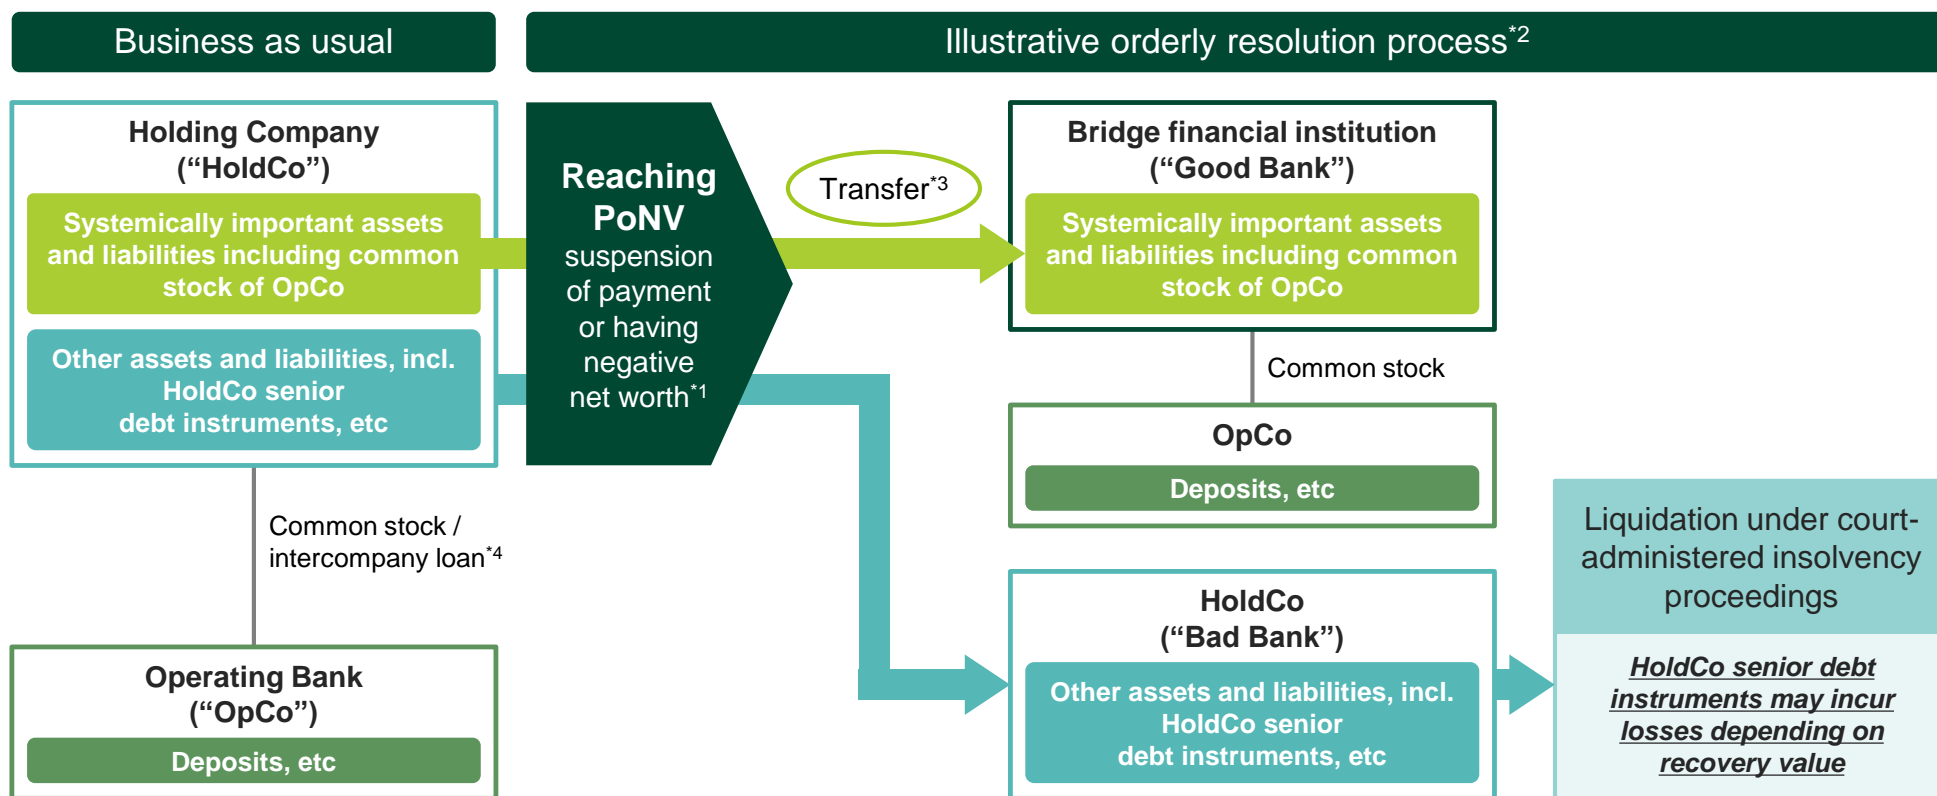 Business as usual
Illustrative orderly resolution process*2
Holding Company
(“HoldCo”)
Systemically important assets
and liabilities including common
stock of OpCo
Other assets and liabilities, incl.
HoldCo senior
debt instruments, etc
Common stock /
intercompany loan*4
Operating Bank
(“OpCo”)
Deposits, etc
Reaching
PoNV
suspension
of payment
or having
negative
net worth*1
Transfer*3
Bridge financial institution
(“Good Bank”)
Systemically important assets
and liabilities including common
stock of OpCo
Common stock
OpCo
Deposits, etc
HoldCo
(“Bad Bank”)
Other assets and liabilities, incl.
HoldCo senior
debt instruments, etc
Liquidation under court-
administered insolvency
proceedings
HoldCo senior debt
instruments may incur
losses depending on
recovery value